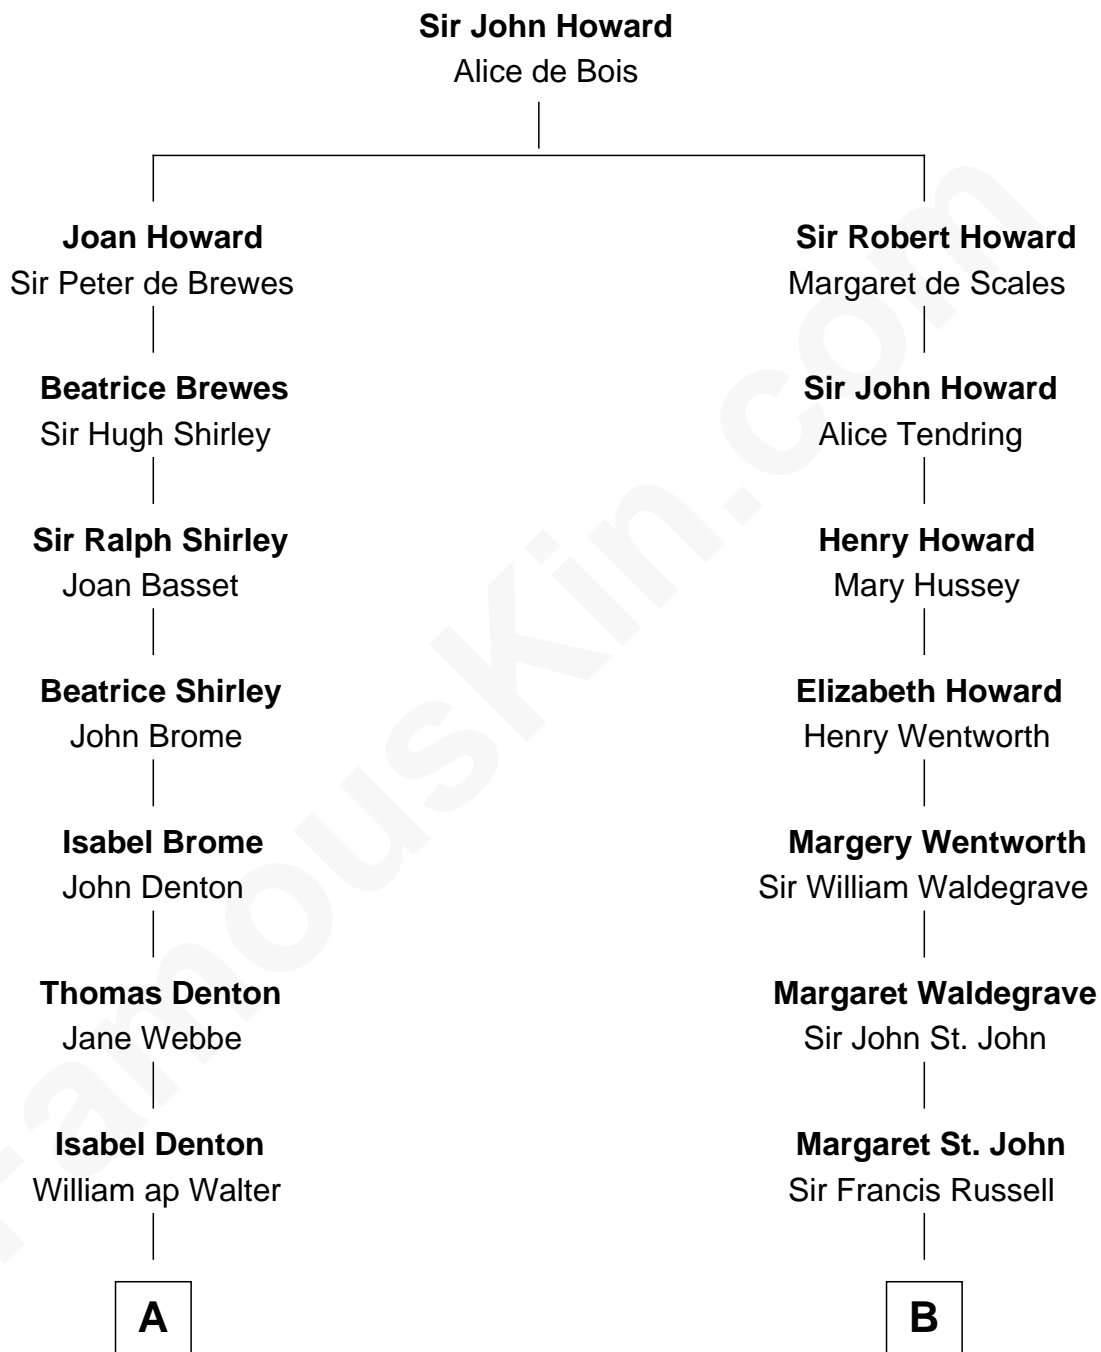 Sir John Howard
Alice de Bois
Joan Howard
Sir Peter de Brewes
Beatrice Brewes
Sir Hugh Shirley
Sir Ralph Shirley
Joan Basset
Beatrice Shirley
John Brome
Isabel Brome
John Denton
Thomas Denton
Jane Webbe
Isabel Denton
William ap Walter
A
Sir Robert Howard
Margaret de Scales
Sir John Howard
Alice Tendring
Henry Howard
Mary Hussey
Elizabeth Howard
Henry Wentworth
Margery Wentworth
Sir William Waldegrave
Margaret Waldegrave
Sir John St. John
Margaret St. John
Sir Francis Russell
B
FamousKin.com